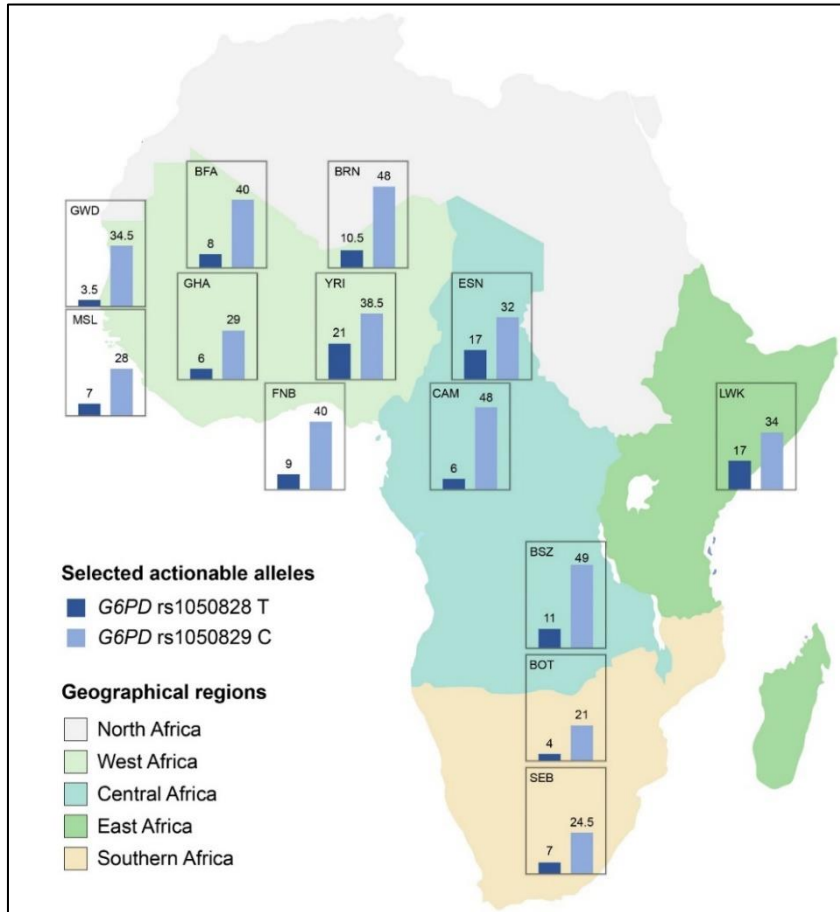 BFA
40
8
BRN
48
10.5
GWD
34.5
3.5
GHA
29
6
YRI
38.5
21
ESN
32
17
MSL
28
7
FNB
40
9
CAM
48
6
LWK
34
17
BSZ
49
11
BOT
21
4
SEB
24.5
7
Selected actionable alleles
G6PD rs1050828 T
G6PD rs1050829 C
Geographical regions
North Africa
West Africa
Central Africa
East Africa
Southern Africa